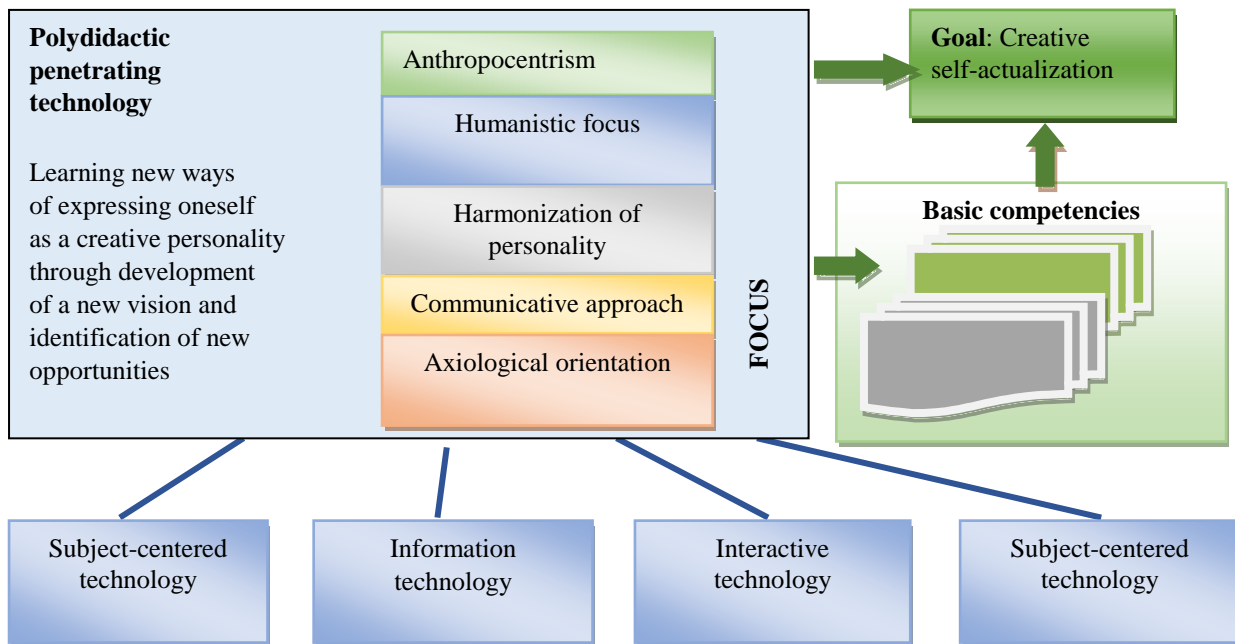 Polydidactic
penetrating
technology
Learning new ways
of expressing oneself
as a creative personality
through development
of a new vision and
identification of new
opportunities
Anthropocentrism
Humanistic focus
Harmonization of
personality
Communicative approach
Axiological orientation
FOCUS
Goal: Creative
self-actualization
Basic competencies
Subject-centered
technology
Information
technology
Interactive
technology
Subject-centered
technology